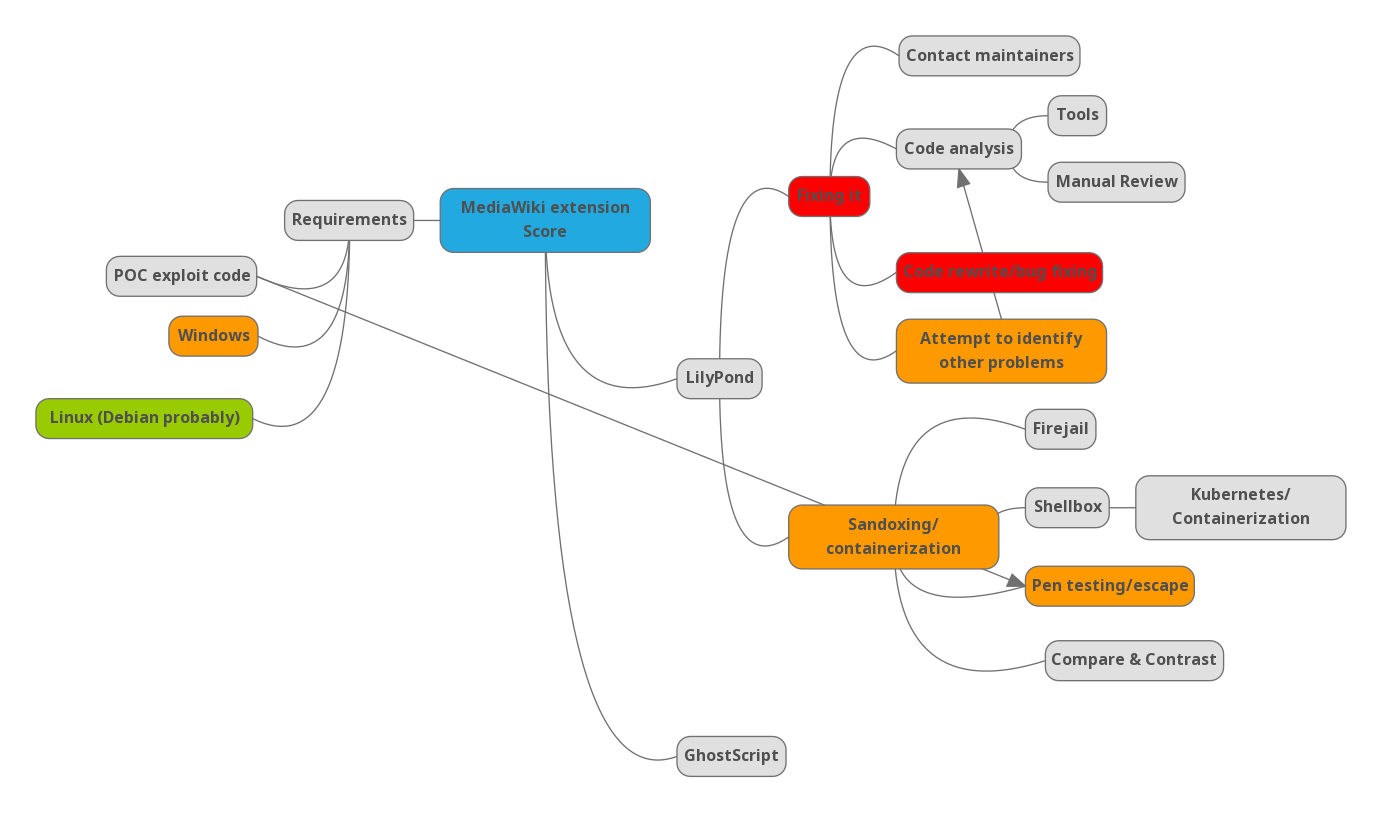 MediaWiki extension
Score
Requirements
POC exploit code
Windows
Linux (Debian probably)
LilyPond
Fixing it
Contact maintainers
Code analysis
Tools
Manual Review
Code rewrite/bug fixing
Attempt to identify
other problems
Sandoxing/
containerization
Firejail
Shellbox
Kubernetes/
Containerization
Pen testing/escape
Compare & Contrast
GhostScript